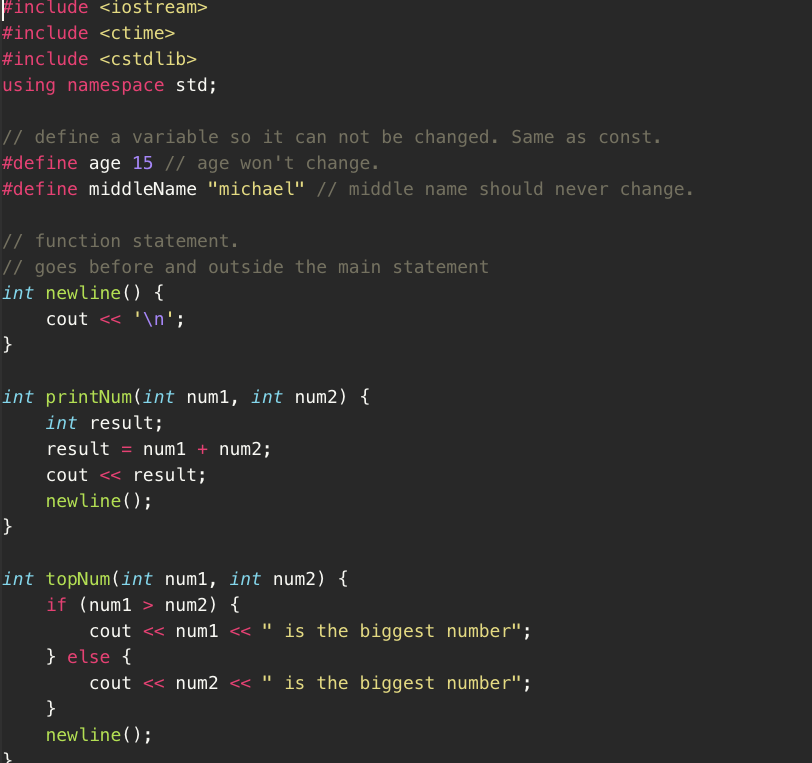 #include <iostream>
#include <ctime>
#include <cstdlib>
using namespace std;

// define a variable so it can not be changed. Same as const.
#define age 15 // age won't change.
#define middleName "michael" // middle name should never change.

// function statement.
// goes before and outside the main statement
int newline() {
    cout << '\n';
}

int printNum(int num1, int num2) {
    int result;
    result = num1 + num2;
    cout << result;
    newline();
}

int topNum(int num1, int num2) {
    if (num1 > num2) {
        cout << num1 << " is the biggest number";
    } else {
        cout << num2 << " is the biggest number";
    }
    newline();
}